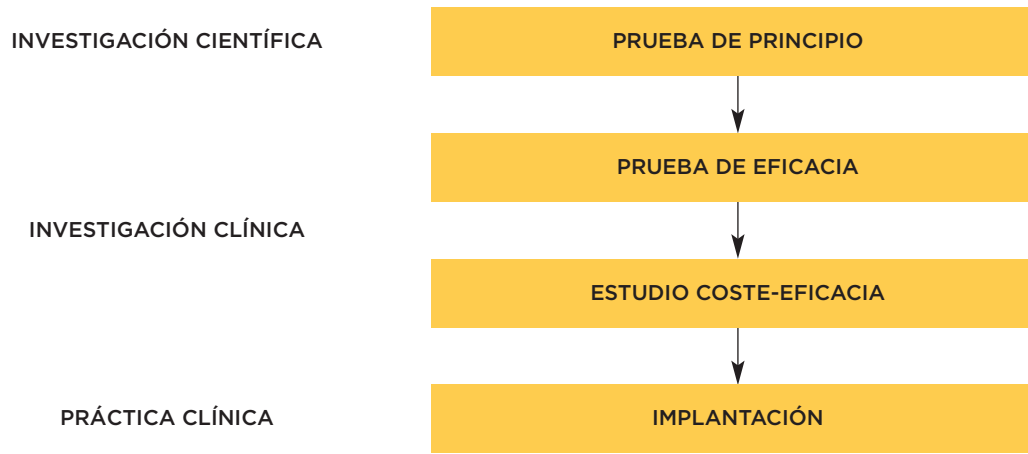 INVESTIGACIÓN CIENTÍFICA
PRUEBA DE PRINCIPIO
PRUEBA DE EFICACIA
INVESTIGACIÓN CLÍNICA
ESTUDIO COSTE-EFICACIA
PRÁCTICA CLÍNICA
IMPLANTACIÓN